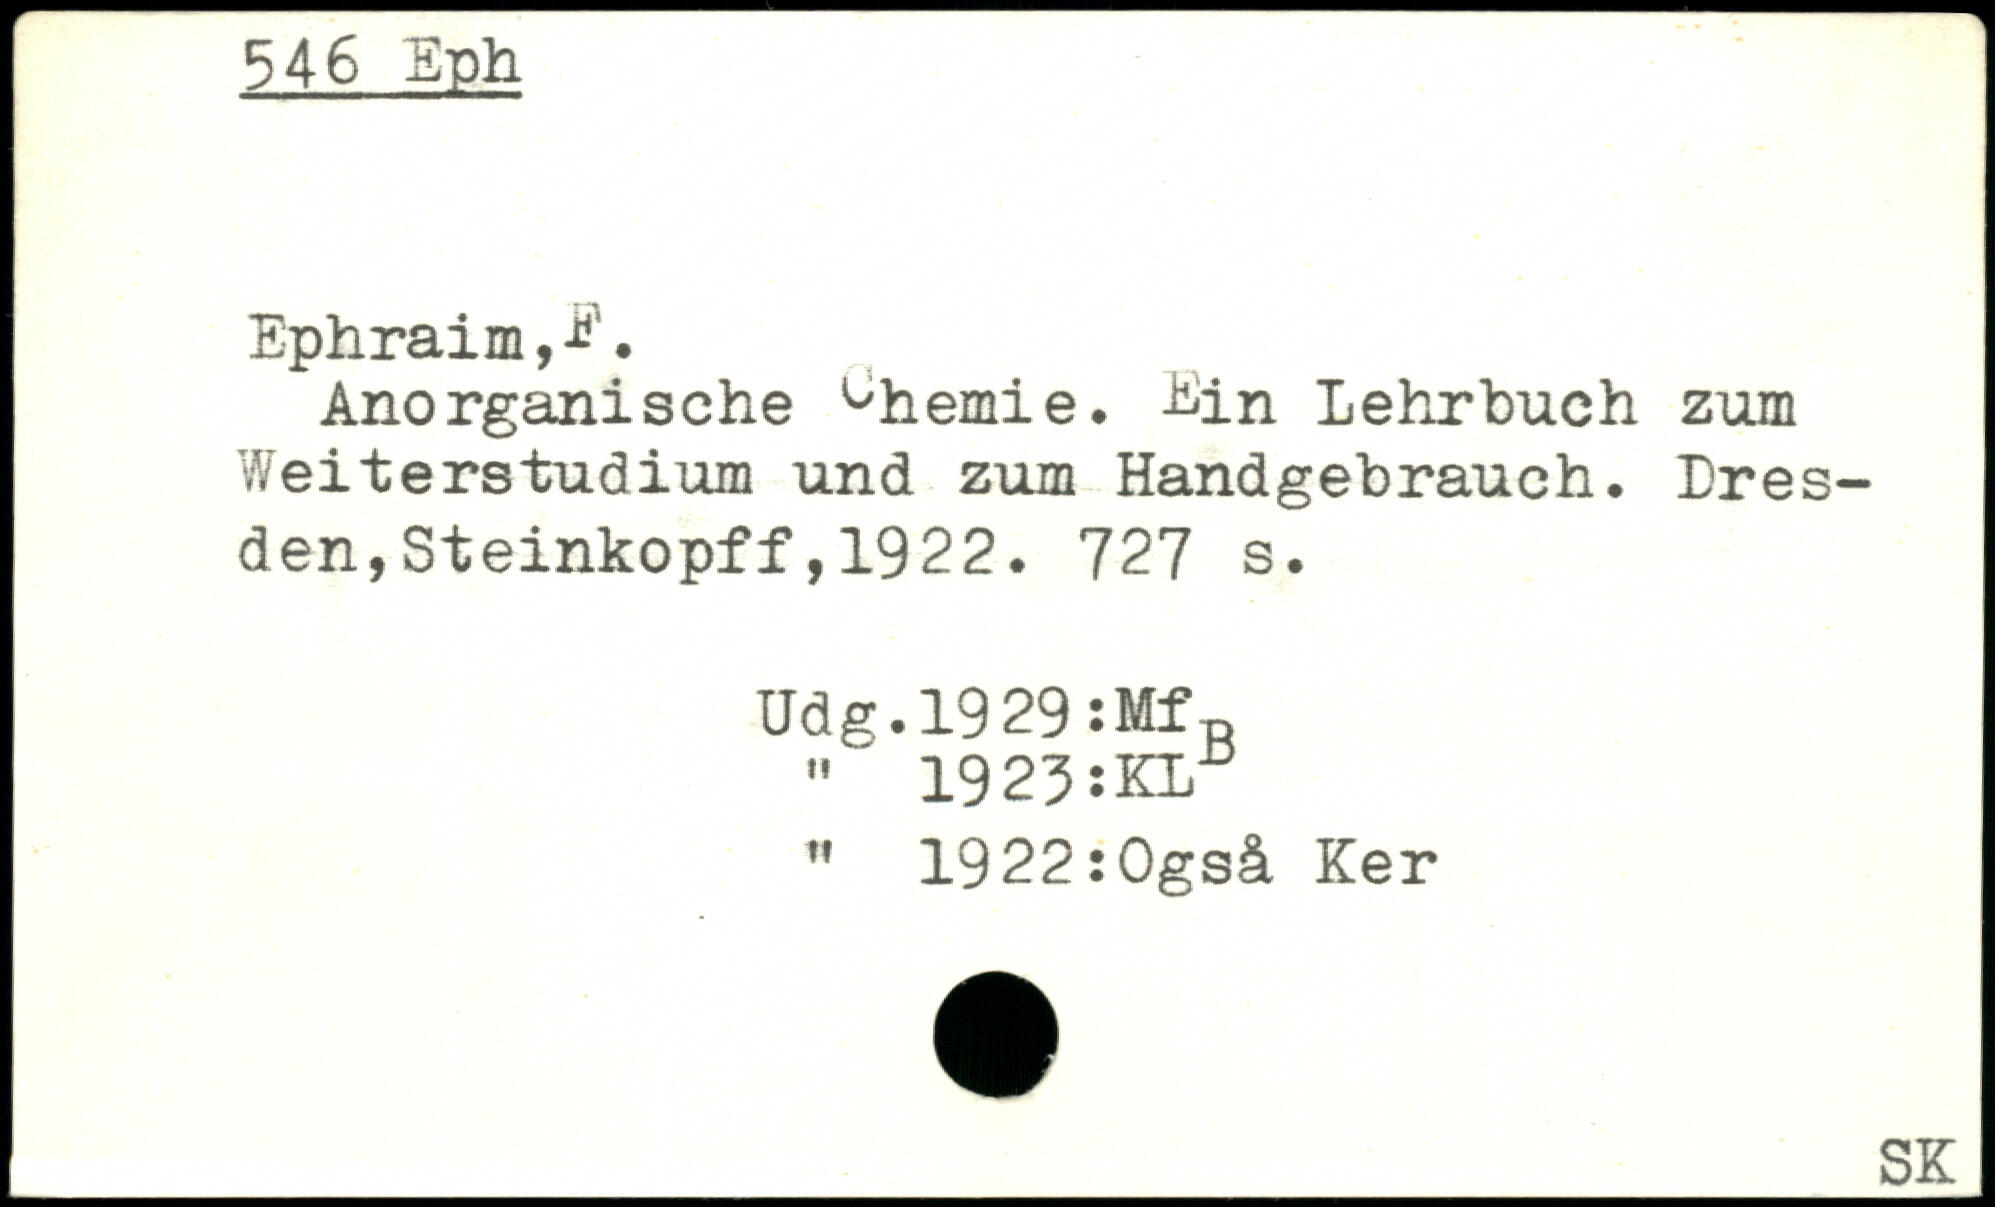 546 Eph
Ephraim,F.
Anorganische Chemie. Ein Lehrbuch zum
Weiterstudium und zum Handgebrauch. Dres-
den,Steinkopff,1922. 727 s.
Udg.1929:Mf
" 1923:KLB
" 1922:Også Ker
SK